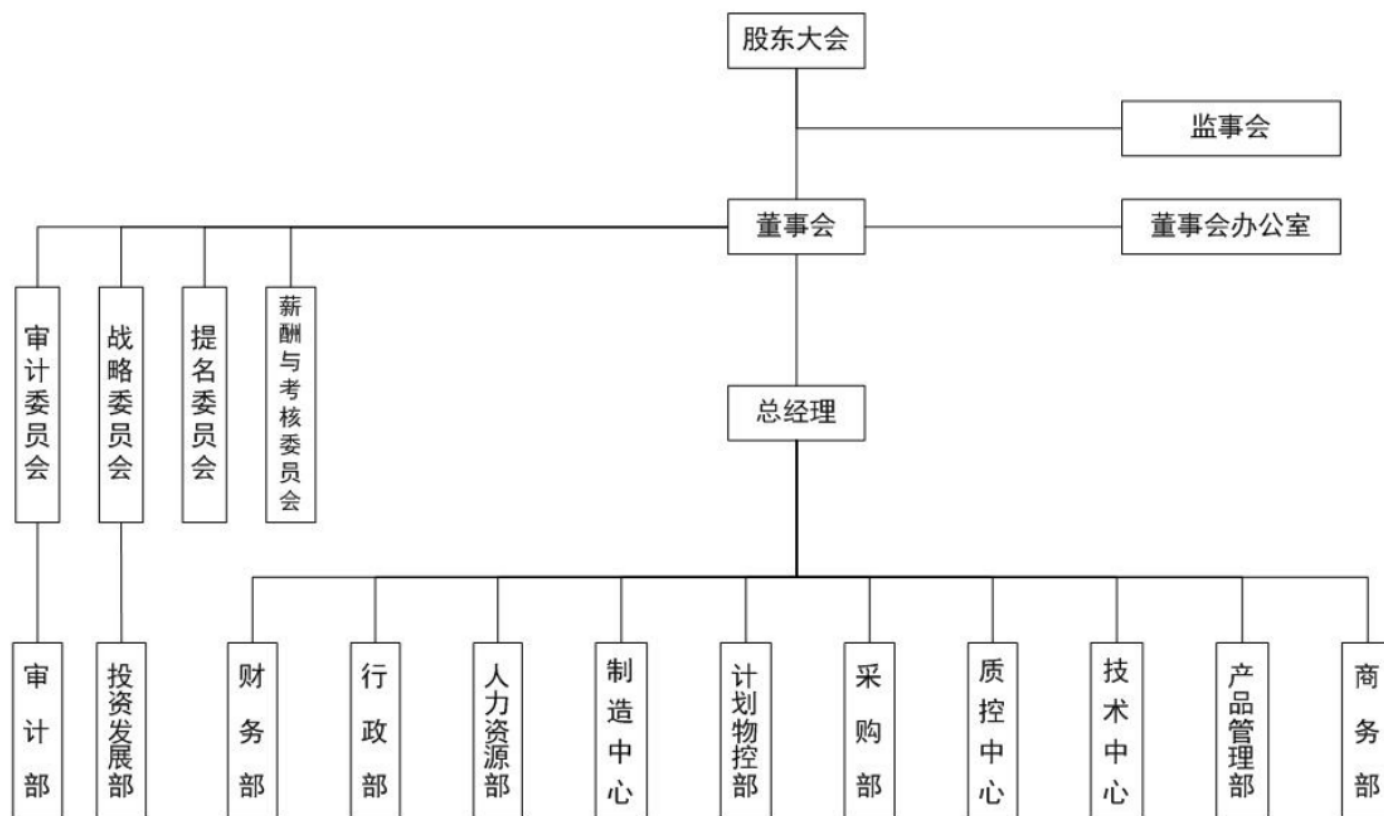 股东大会
监事会
董事会
董事会办公室
审计委员会
战略委员会
提名委员会
薪酬与考核委员会
总经理
审计部
投资发展部
财务部
行政部
人力资源部
制造中心
计划物控部
采购部
质控中心
技术中心
产品管理部
商务部